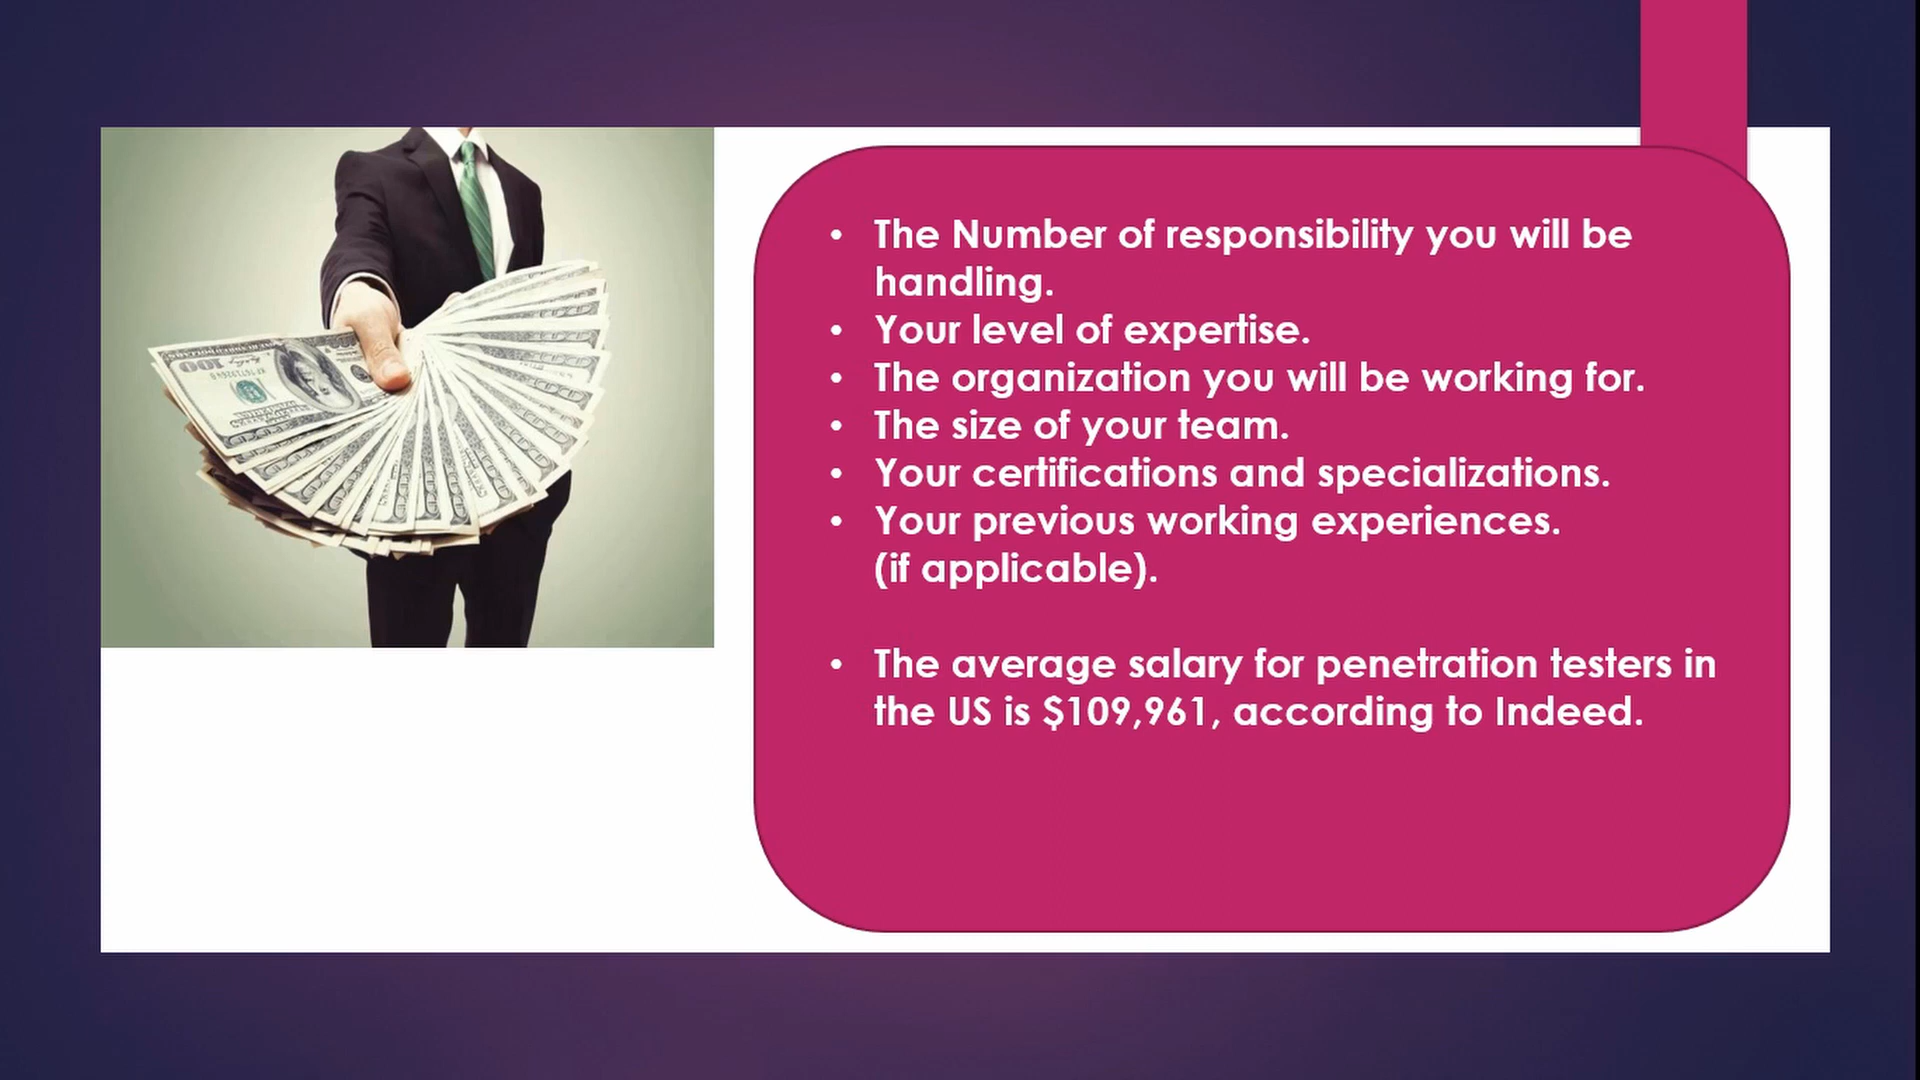 • The Number of responsibility you will be
handling.
• Your level of expertise.
• The organization you will be working for.
• The size of your team.
• Your certifications and specializations.
• Your previous working experiences.
(if applicable).
• The average salary for penetration testers in
the US is $109,961, according to Indeed.
100